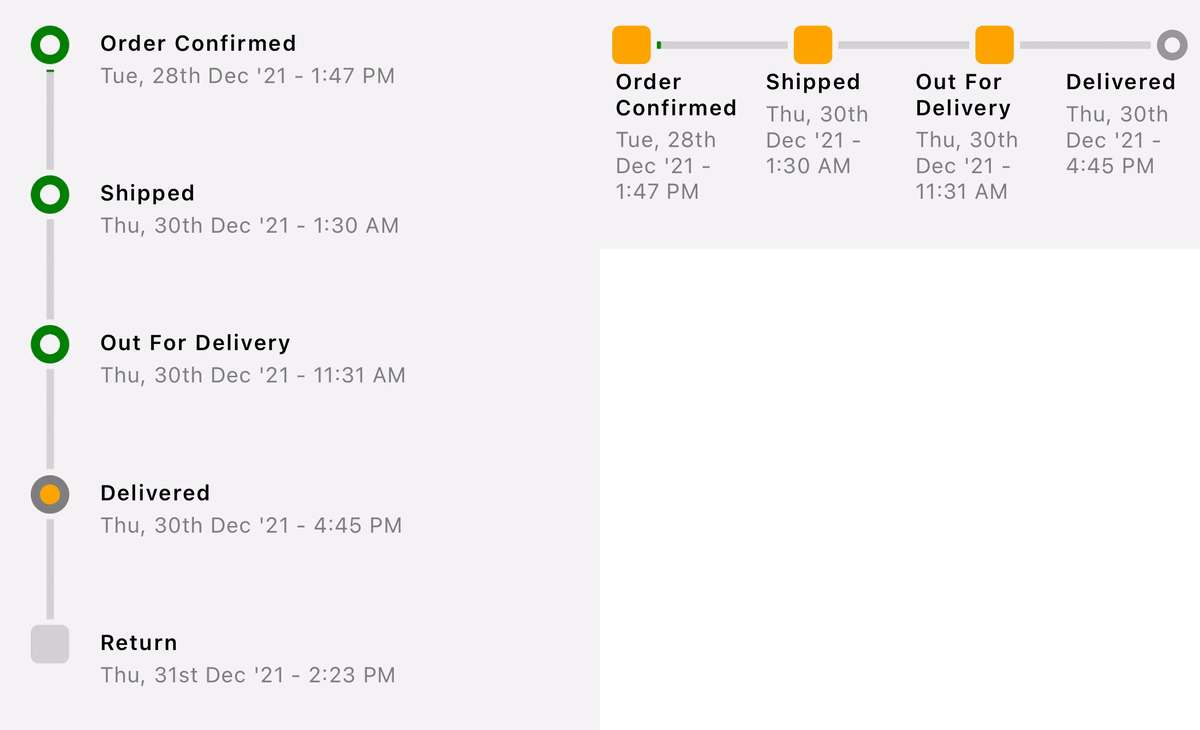 Order Confirmed
Tue, 28th Dec '21 - 1:47 PM
Shipped
Thu, 30th Dec '21 - 1:30 AM
Out For Delivery
Thu, 30th Dec '21 - 11:31 AM
Delivered
Thu, 30th Dec '21 - 4:45 PM
Return
Thu, 31st Dec '21 - 2:23 PM
Order
Confirmed
Tue, 28th
Dec '21 -
1:47 PM
Shipped
Thu, 30th
Dec '21 -
1:30 AM
Out For
Delivery
Thu, 30th
Dec '21 -
11:31 AM
Delivered
Thu, 30th
Dec '21 -
4:45 PM